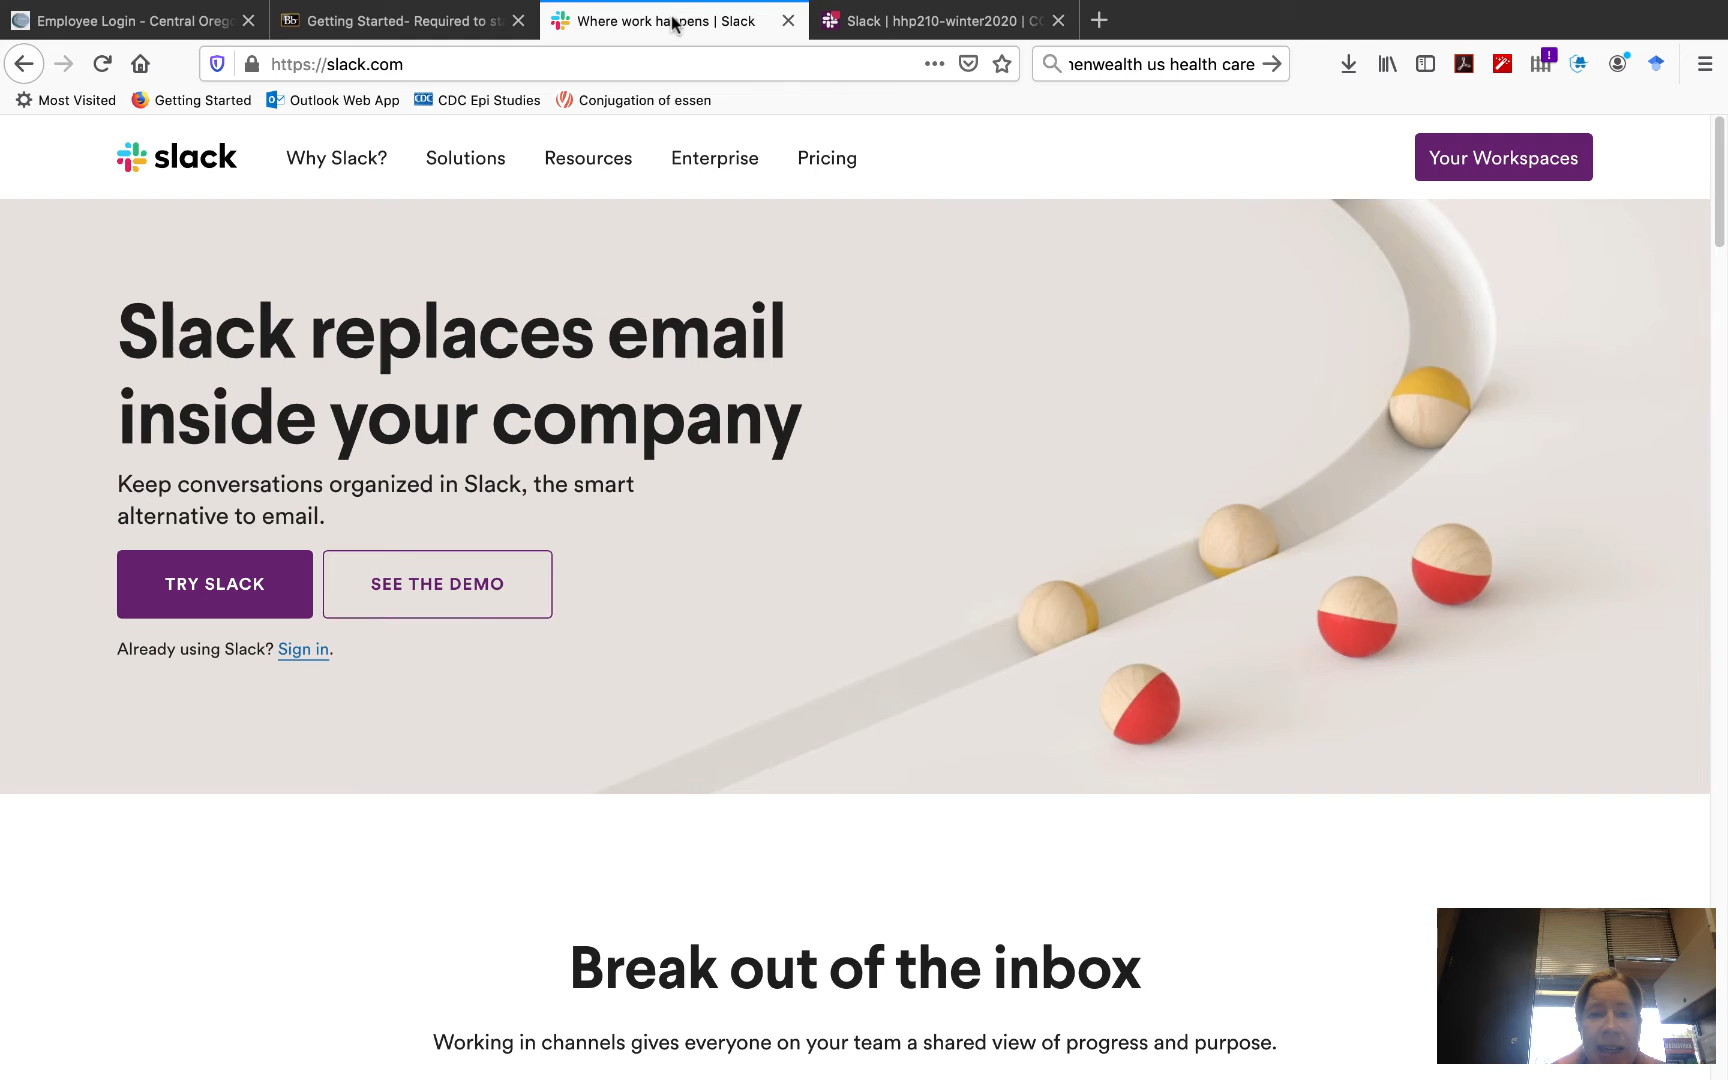 Employee Login - Central Orego
Getting Started- Required to st
Where work happens | Slack
Slack | hhp210-winter2020 | CO
https://slack.com
nenwealth us health care
Most Visited
Getting Started
Outlook Web App
CDC Epi Studies
Conjugation of essen
slack
Why Slack?
Solutions
Resources
Enterprise
Pricing
Your Workspaces
Slack replaces email
inside your company
Keep conversations organized in Slack, the smart
alternative to email.
TRY SLACK
SEE THE DEMO
Already using Slack? Sign in.
Break out of the inbox
Working in channels gives everyone on your team a shared view of progress and purpose.